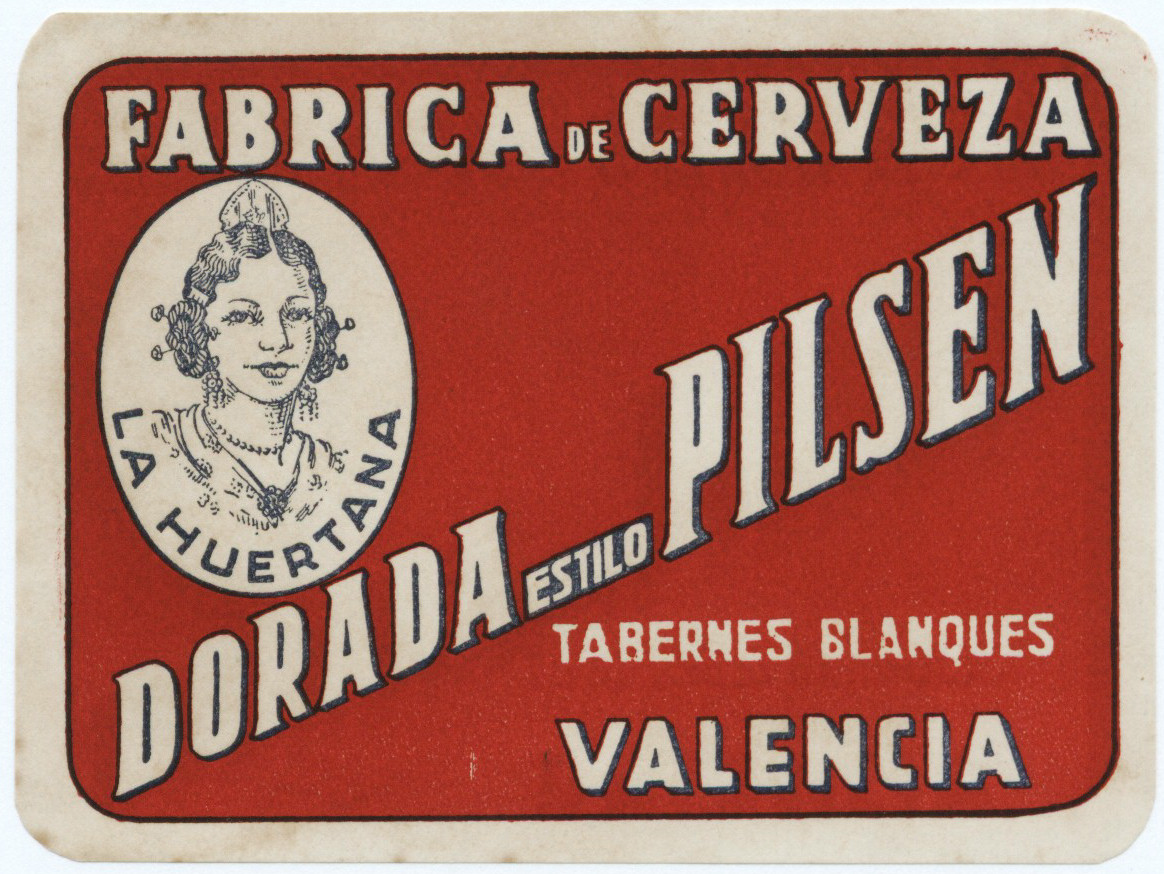 FABRICA DE CERVEZA
LA HUERTANA
DORADA ESTILO PILSEN
TABERNES BLANQUES
VALENCIA